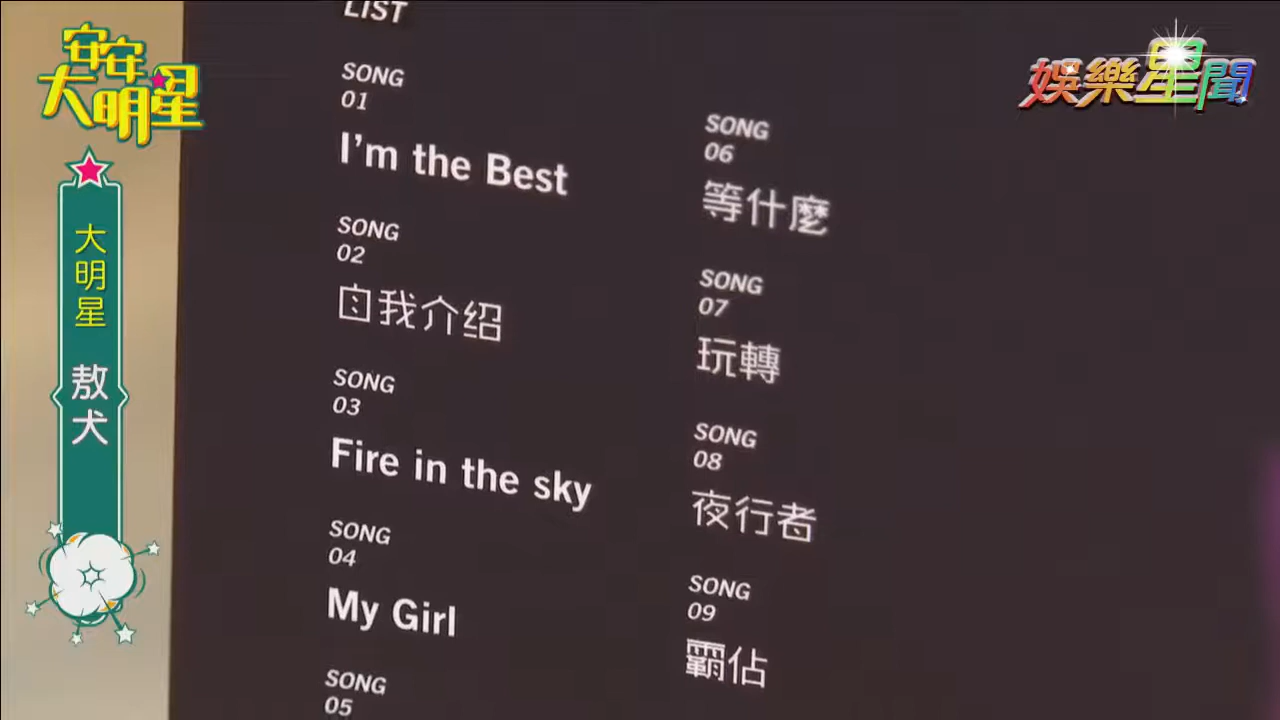 安安
大明星
大明星
敖犬
娛樂星聞
LIST
SONG
01
I'm the Best
SONG
02
自我介绍
SONG
03
Fire in the sky
SONG
04
My Girl
SONG
05
SONG
06
等什麼
SONG
07
玩轉
SONG
08
夜行者
SONG
09
霸佔